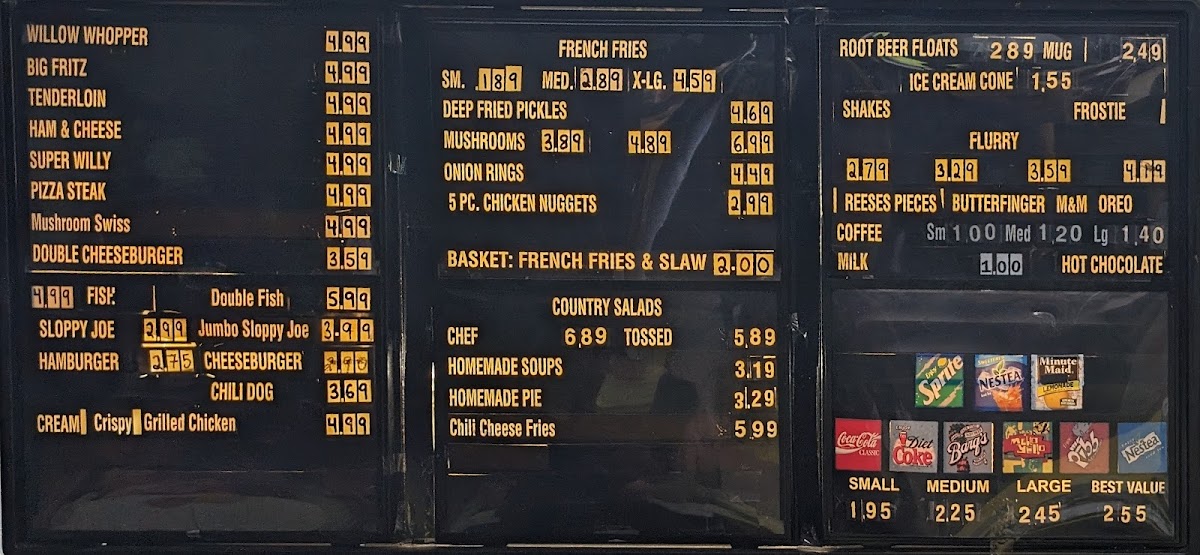 WILLOW WHOPPER 4.99
BIG FRITZ 4.99
TENDERLOIN 4.99
HAM & CHEESE 4.99
SUPER WILLY 4.99
PIZZA STEAK 4.99
Mushroom Swiss 4.99
DOUBLE CHEESEBURGER 3.59
4.99 FISH Double Fish 5.99
SLOPPY JOE 2.99 Jumbo Sloppy Joe 3.99
HAMBURGER 2.75 CHEESEBURGER
CHILI DOG 3.69
CREAM Crispy Grilled Chicken 4.99
FRENCH FRIES
SM. .189 MED. 2.89 X-LG. 4.59
DEEP FRIED PICKLES 4.69
MUSHROOMS 3.89 4.89 6.99
ONION RINGS 4.49
5 PC. CHICKEN NUGGETS 2.99
BASKET: FRENCH FRIES & SLAW 2.00
COUNTRY SALADS
CHEF 6.89 TOSSED 5.89
HOMEMADE SOUPS 3.19
HOMEMADE PIE 3.29
Chili Cheese Fries 5.99
ROOT BEER FLOATS 2 89 MUG 2.49
ICE CREAM CONE 1.55
SHAKES FROSTIE
FLURRY
2.79 3.29 3.59
REESES PIECES BUTTERFINGER M&M OREO
COFFEE Sm 1.00 Med 1.20 Lg 1.40
MILK 1.00 HOT CHOCOLATE
Sprite NESTEA Minute Maid. LEMONADE
Coca-Cola CLASSIC Diet Coke Barq's Mello Yello Nestea
SMALL MEDIUM LARGE BEST VALUE
1.95 2.25 2.45 2.55